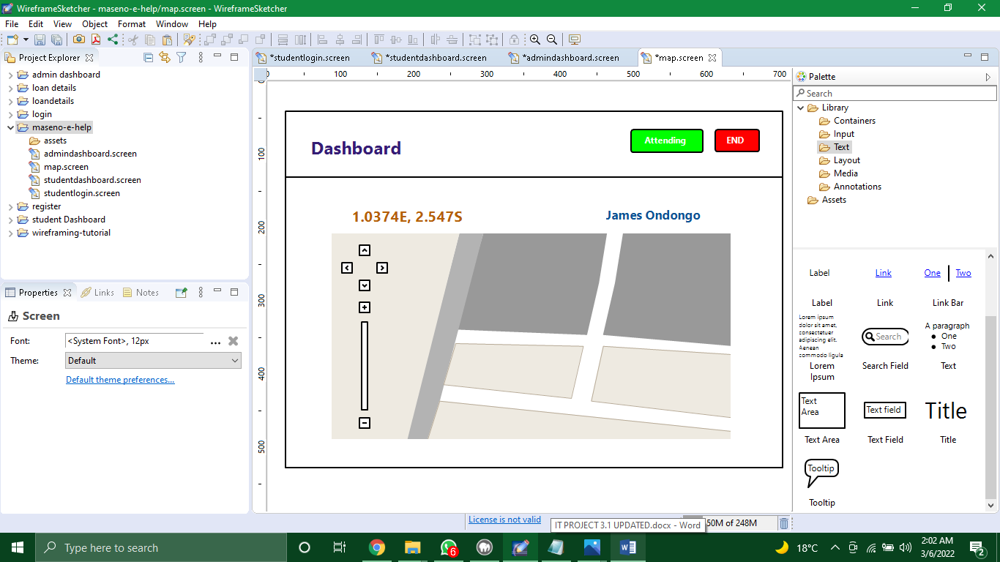 WireframeSketcher - maseno-e-help/map.screen - WireframeSketcher
File Edit View Object Format Window Help
Project Explorer
admin dashboard
loan details
loandetails
login
maseno-e-help
assets
admindashboard.screen
map.screen
studentdashboard.screen
studentlogin.screen
register
student Dashboard
wireframing-tutorial
Properties Links Notes
Screen
Font: <System Font>, 12px ...
Theme: Default
Default theme preferences...
*studentlogin.screen *studentdashboard.screen *admindashboard.screen *map.screen
0 100 200 300 400 500 600 700
0
100
200
300
400
500
Dashboard
Attending END
1.0374E, 2.547S James Ondongo
Palette
Search
Library
Containers
Input
Text
Layout
Media
Annotations
Assets
Label Link One Two
Label Link Link Bar
Lorem ipsum
dolor sit amet,
consectetuer
adipiscing elit.
Aenean
commodo ligula
Search
A paragraph
One
Two
Lorem
Ipsum
Search Field Text
Text
Area
Text field Title
Text Area Text Field Title
Tooltip
Tooltip
License is not valid
50M of 248M
IT PROJECT 3.1 UPDATED.docx - Word
Type here to search
6
18°C
2:02 AM
3/6/2022
2